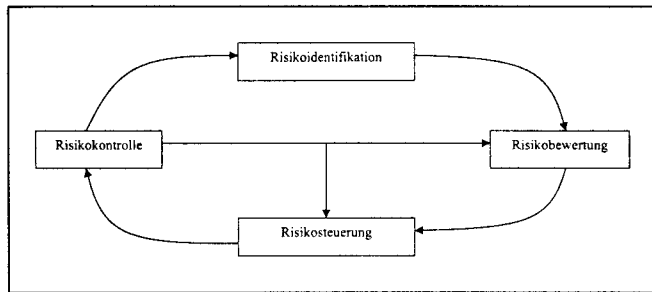 Risikoidentifikation
Risikokontrolle
Risikobewertung
Risikosteuerung